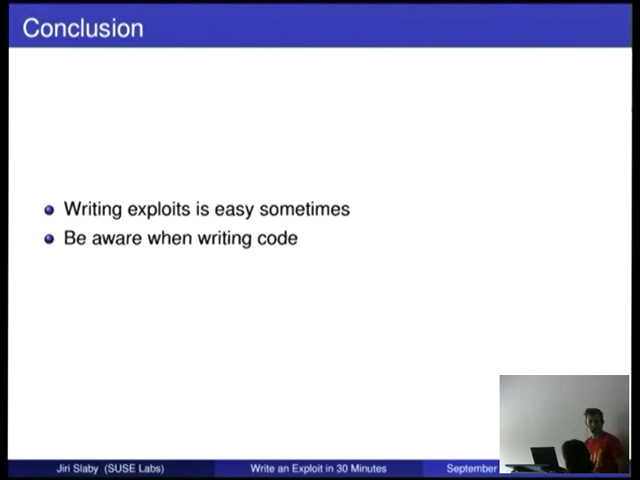 Conclusion
Writing exploits is easy sometimes
Be aware when writing code
Jiri Slaby (SUSE Labs)
Write an Exploit in 30 Minutes
September